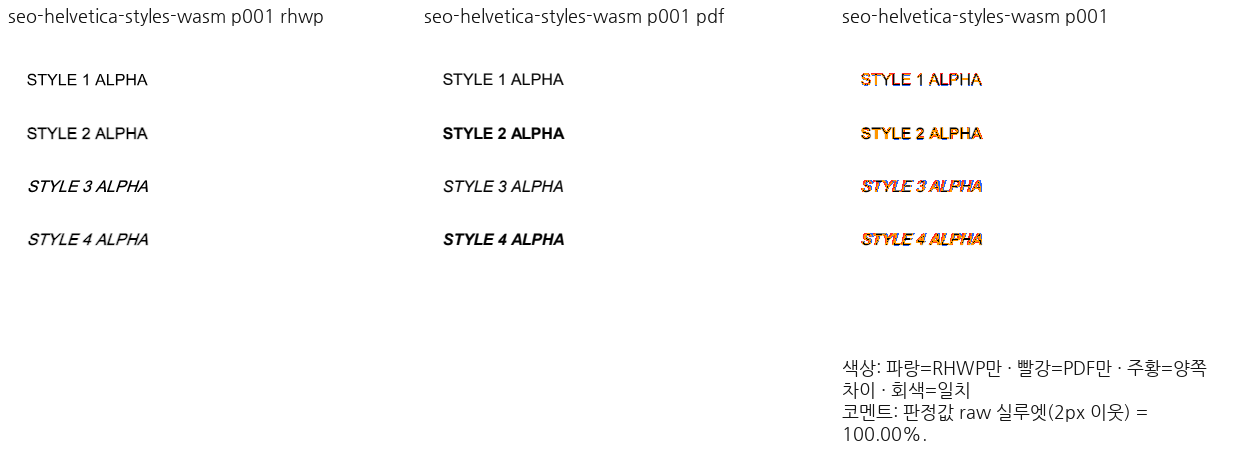 seo-helvetica-styles-wasm p001 rhwp
STYLE 1 ALPHA
STYLE 2 ALPHA
STYLE 3 ALPHA
STYLE 4 ALPHA
seo-helvetica-styles-wasm p001 pdf
STYLE 1 ALPHA
STYLE 2 ALPHA
STYLE 3 ALPHA
STYLE 4 ALPHA
seo-helvetica-styles-wasm p001
STYLE 1 ALPHA
STYLE 2 ALPHA
STYLE 3 ALPHA
STYLE 4 ALPHA
색상: 파랑=RHWP만 · 빨강=PDF만 · 주황=양쪽
차이 · 회색=일치
코멘트: 판정값 raw 실루엣(2px 이웃) =
100.00%.